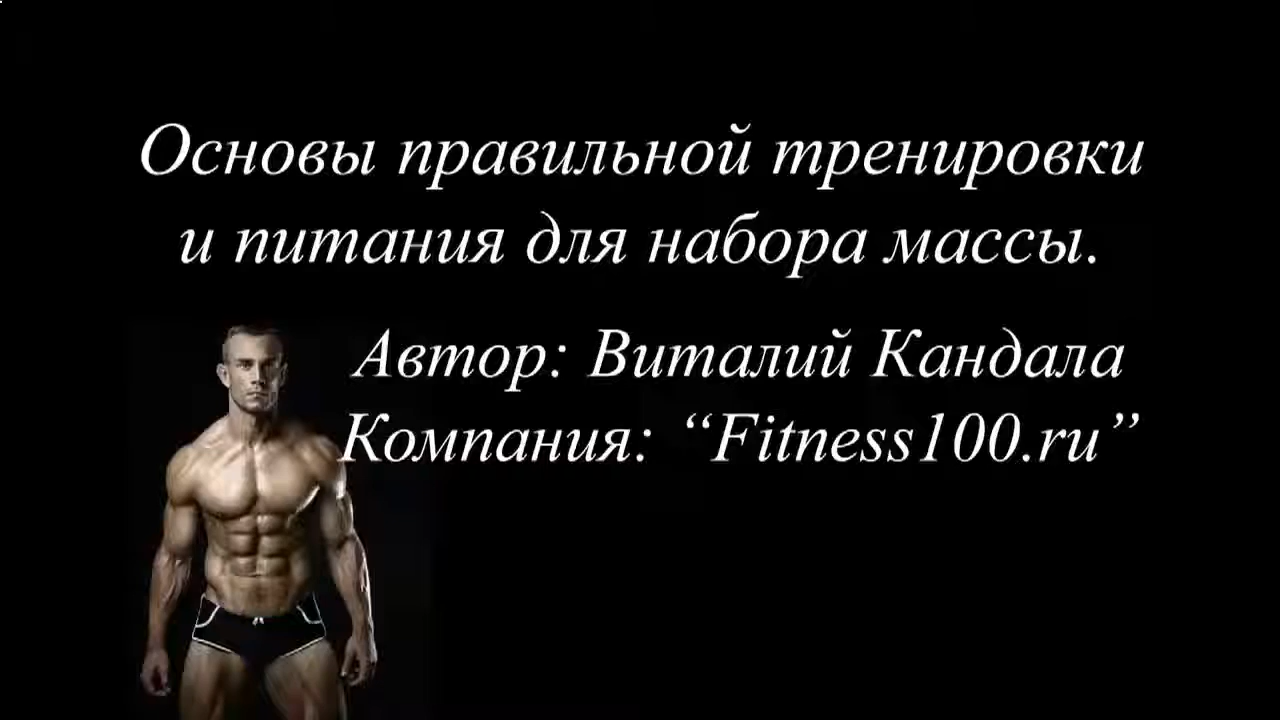 Основы правильной тренировки
и питания для набора массы.
Автор: Виталий Кандала
Компания: “Fitness100.ru”